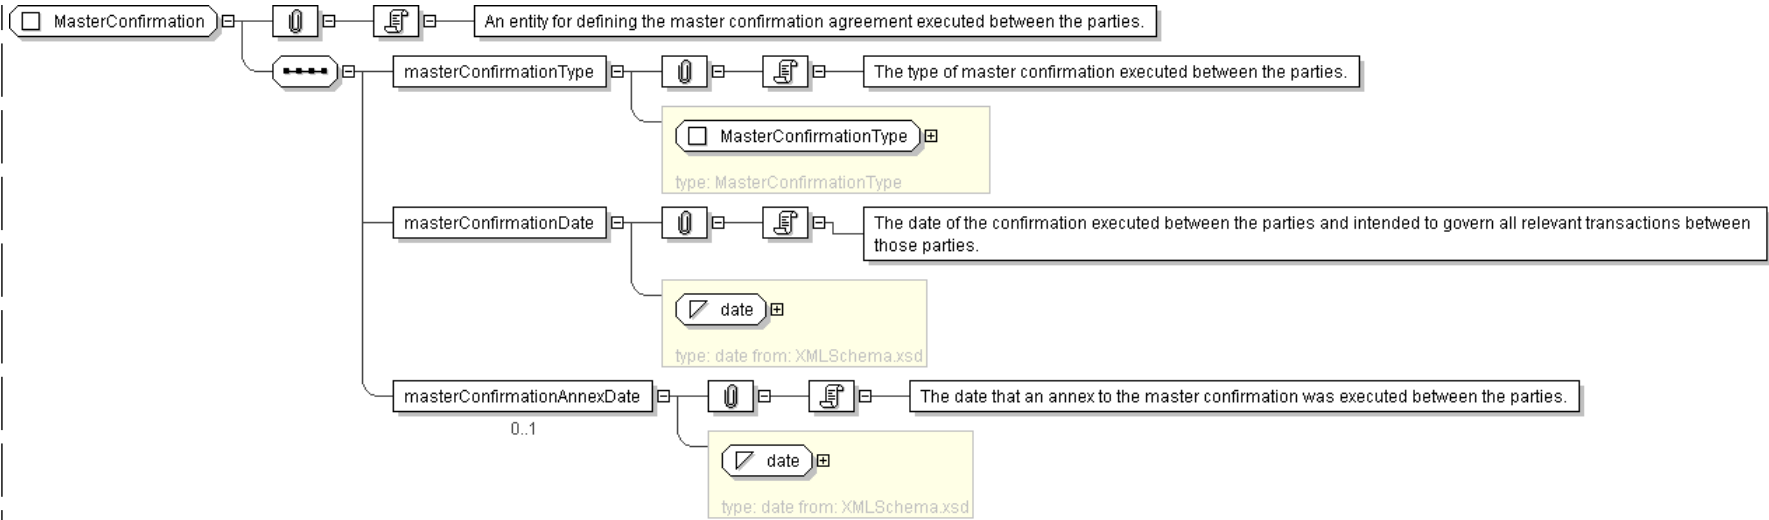 MasterConfirmation
An entity for defining the master confirmation agreement executed between the parties.
masterConfirmationType
The type of master confirmation executed between the parties.
MasterConfirmationType
type: MasterConfirmationType
masterConfirmationDate
The date of the confirmation executed between the parties and intended to govern all relevant transactions between
those parties.
date
type: date from: XMLSchema.xsd
masterConfirmationAnnexDate
The date that an annex to the master confirmation was executed between the parties.
0..1
date
type: date from: XMLSchema.xsd